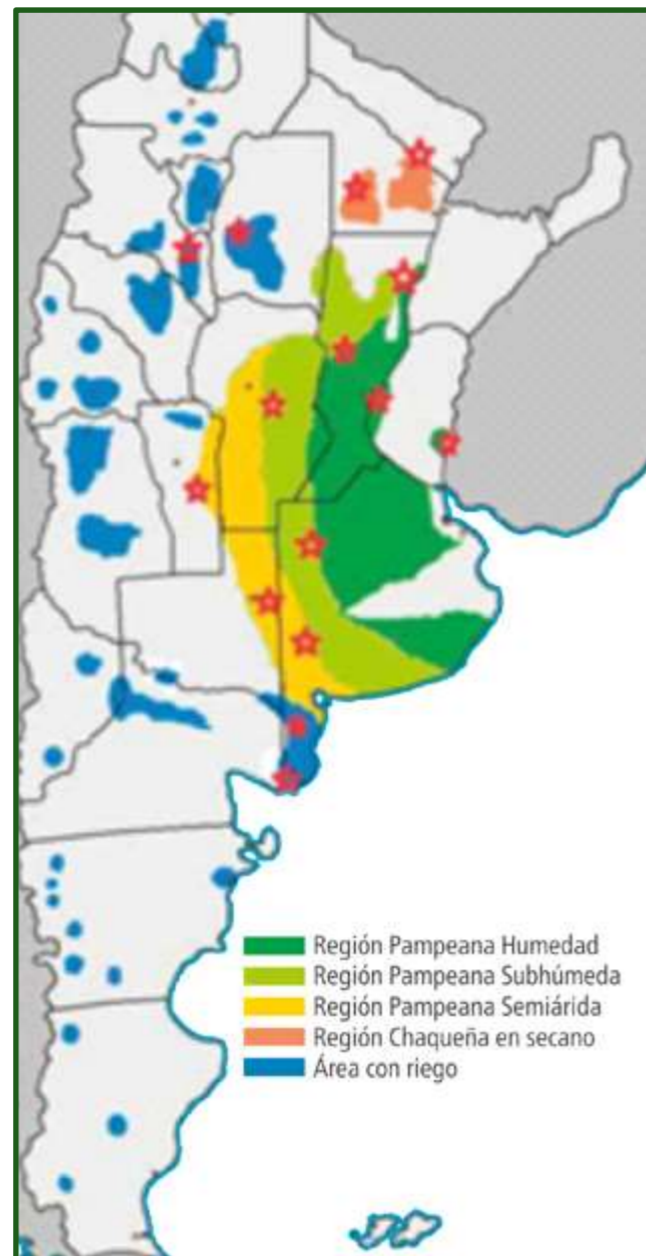 Región Pampeana Humedad
Región Pampeana Subhúmeda
Región Pampeana Semiárida
Región Chaqueña en secano
Área con riego